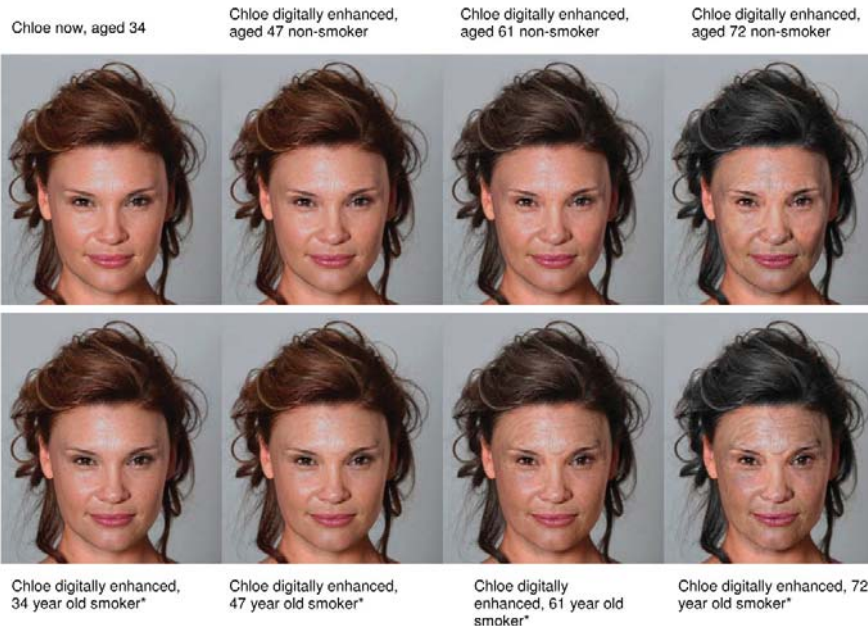 Chloe now, aged 34
Chloe digitally enhanced,
aged 47 non-smoker
Chloe digitally enhanced,
aged 61 non-smoker
Chloe digitally enhanced,
aged 72 non-smoker
Chloe digitally enhanced,
34 year old smoker*
Chloe digitally enhanced,
47 year old smoker*
Chloe digitally
enhanced, 61 year old
smoker*
Chloe digitally enhanced, 72
year old smoker*